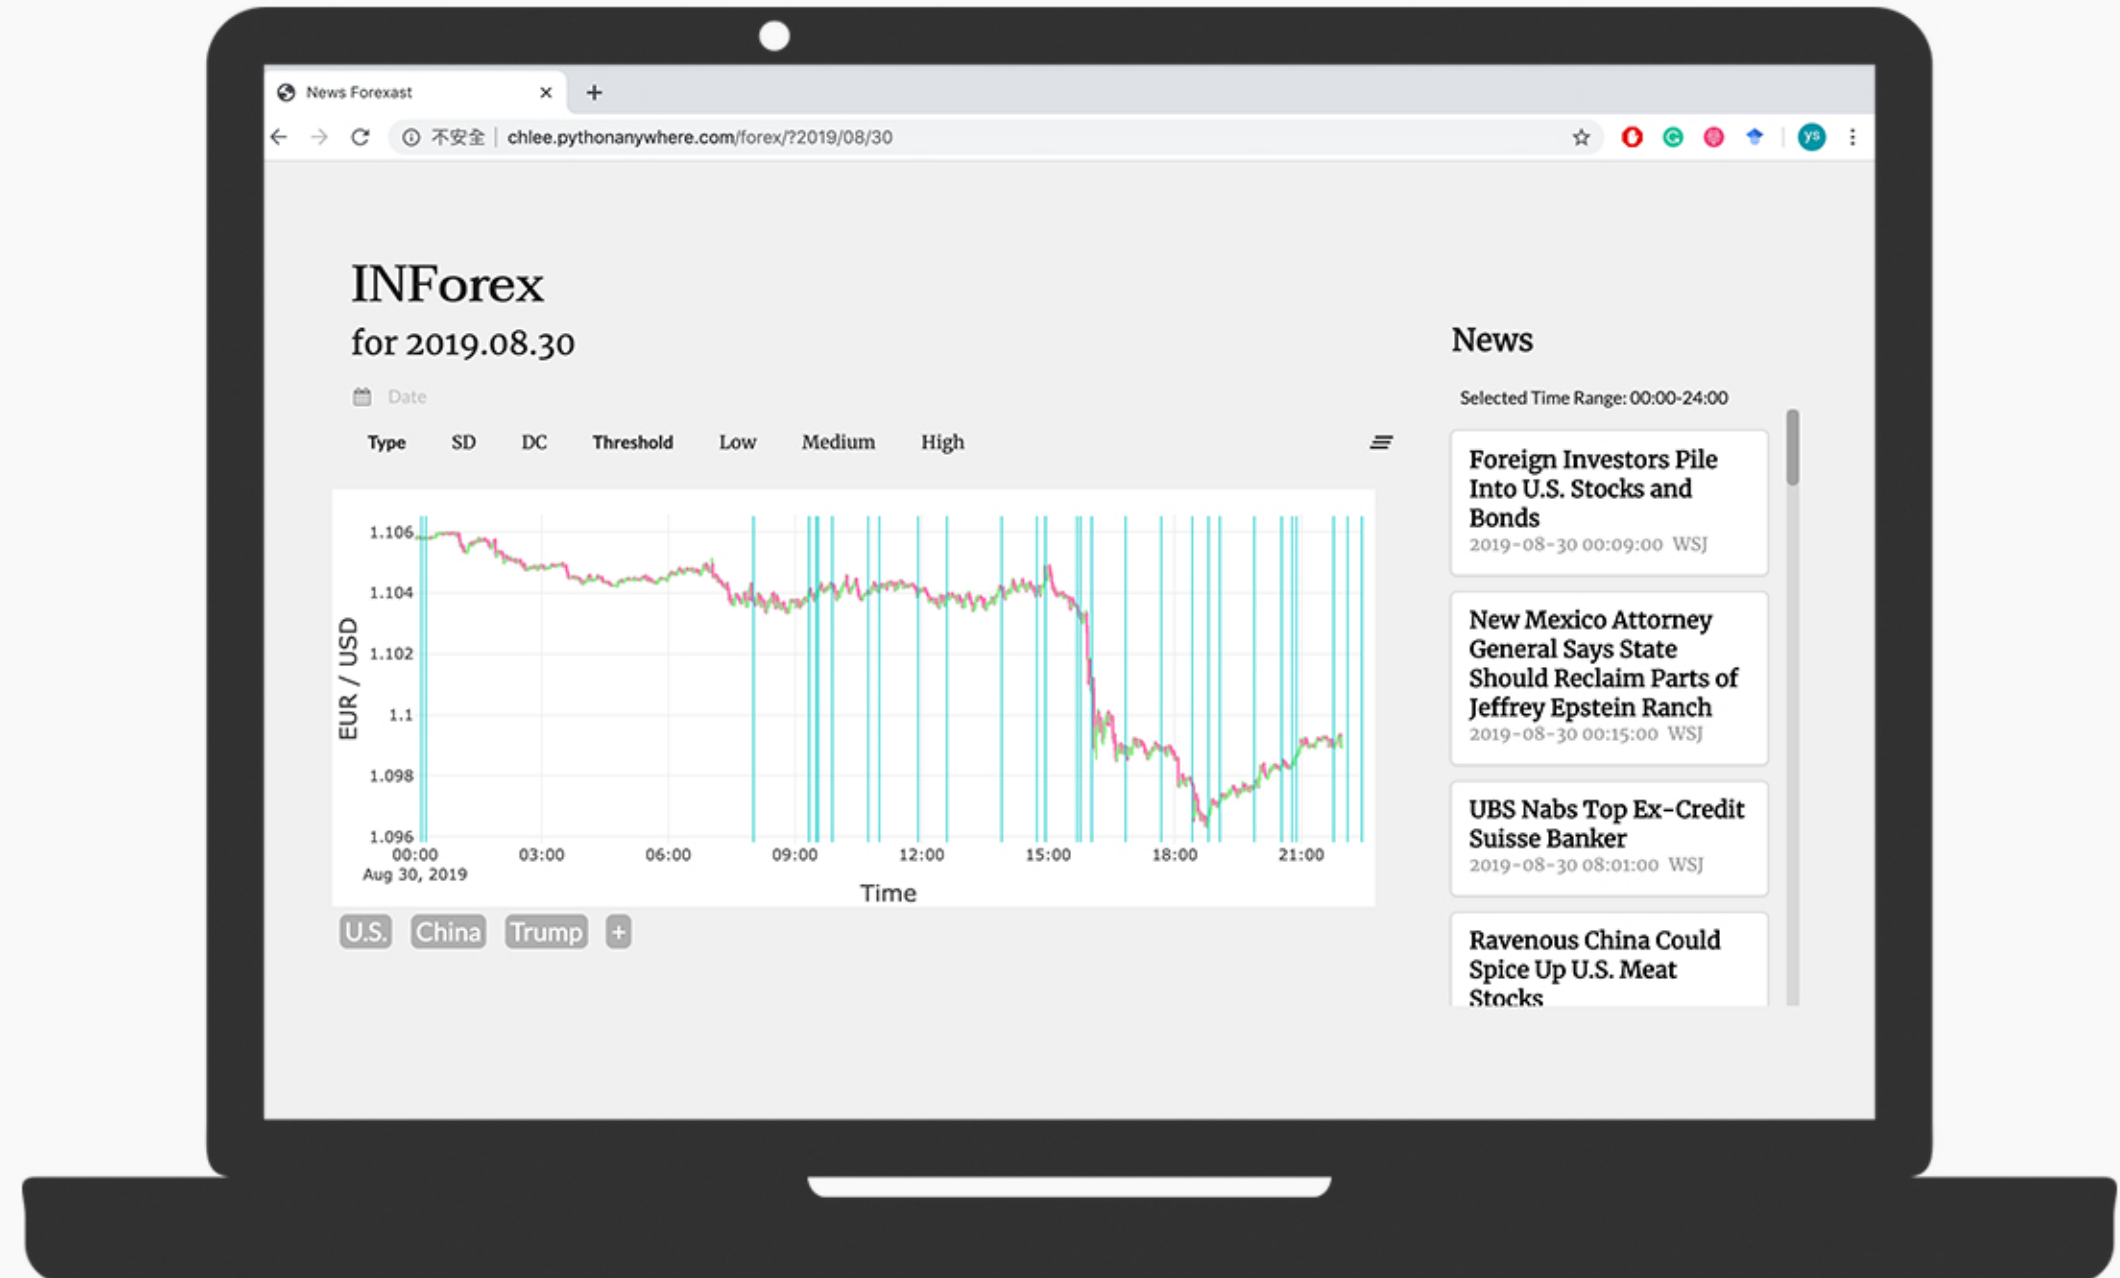 News Forexast
不安全 chlee.pythonanywhere.com/forex/?2019/08/30
ys
INForex
for 2019.08.30
Date
Type SD DC Threshold Low Medium High
EUR / USD
1.106
1.104
1.102
1.1
1.098
1.096
00:00 03:00 06:00 09:00 12:00 15:00 18:00 21:00
Aug 30, 2019
Time
U.S. China Trump +
News
Selected Time Range: 00:00-24:00
Foreign Investors Pile
Into U.S. Stocks and
Bonds
2019-08-30 00:09:00 WSJ
New Mexico Attorney
General Says State
Should Reclaim Parts of
Jeffrey Epstein Ranch
2019-08-30 00:15:00 WSJ
UBS Nabs Top Ex-Credit
Suisse Banker
2019-08-30 08:01:00 WSJ
Ravenous China Could
Spice Up U.S. Meat
Stocks